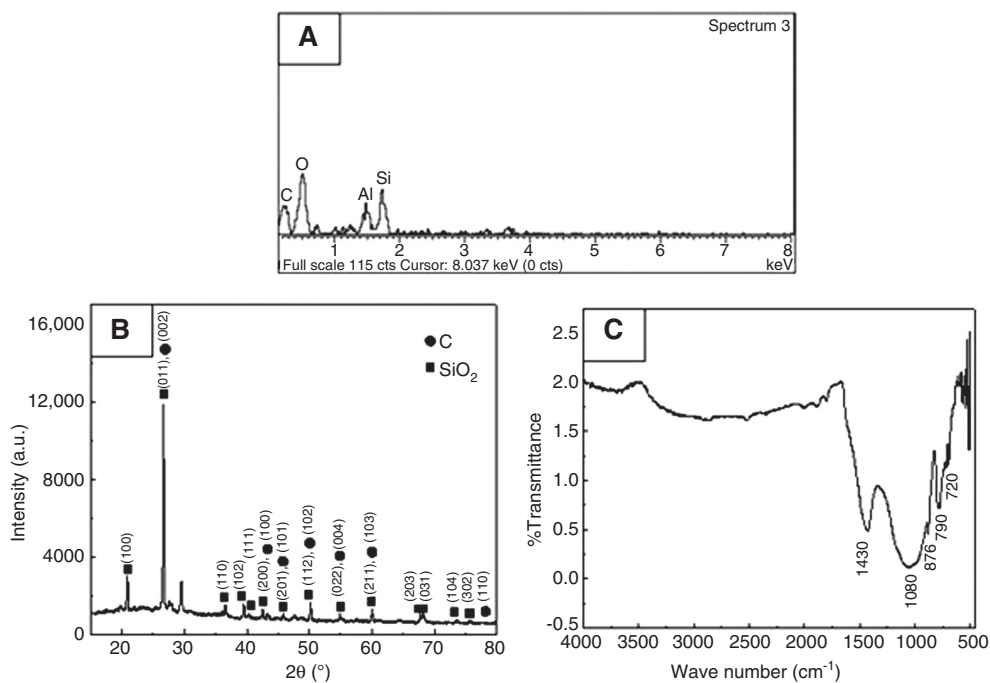 A
Spectrum 3
C
O
Al
Si
1 2 3 4 5 6 7 8
Full scale 115 cts Cursor: 8.037 keV (0 cts)
keV
B
C
SiO2
16,000
12,000
8000
4000
0
Intensity (a.u.)
(100)
(011), (002)
(110)
(102)
(111)
(200), (100)
(201), (101)
(112), (102)
(022), (004)
(211), (103)
(203)
(031)
(104)
(302)
(110)
20 30 40 50 60 70 80
2θ (°)
C
2.5
2.0
1.5
1.0
0.5
0.0
-0.5
%Transmittance
1430
1080
876
790
720
4000 3500 3000 2500 2000 1500 1000 500
Wave number (cm-1)